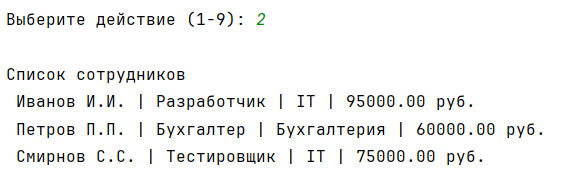 Выберите действие (1-9): 2
Список сотрудников
Иванов И.И. | Разработчик | IT | 95000.00 руб.
Петров П.П. | Бухгалтер | Бухгалтерия | 60000.00 руб.
Смирнов С.С. | Тестировщик | IT | 75000.00 руб.